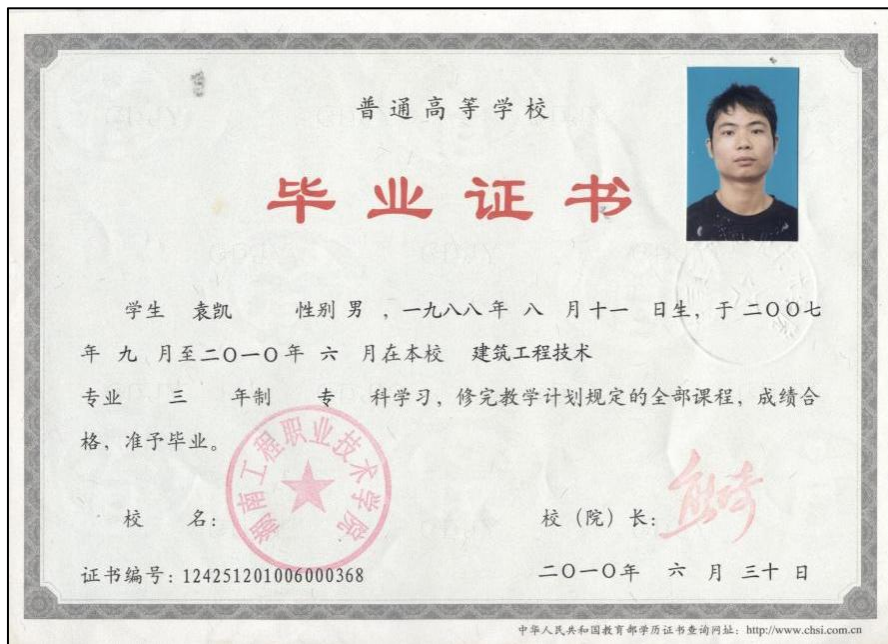 普通高等学校
毕业证书
学生 袁凯 性别 男 ，一九八八年 八 月十一 日生，于 二〇〇七
年 九 月至二〇一〇年 六 月在本校 建筑工程技术
专业 三 年制 专 科学习，修完教学计划规定的全部课程，成绩合
格，准予毕业。
湖南工程职业技术学院
校 名：
校（院）长：
证书编号：124251201006000368
二〇一〇年 六 月 三十 日
中华人民共和国教育部学历证书查询网址：http://www.chsi.com.cn